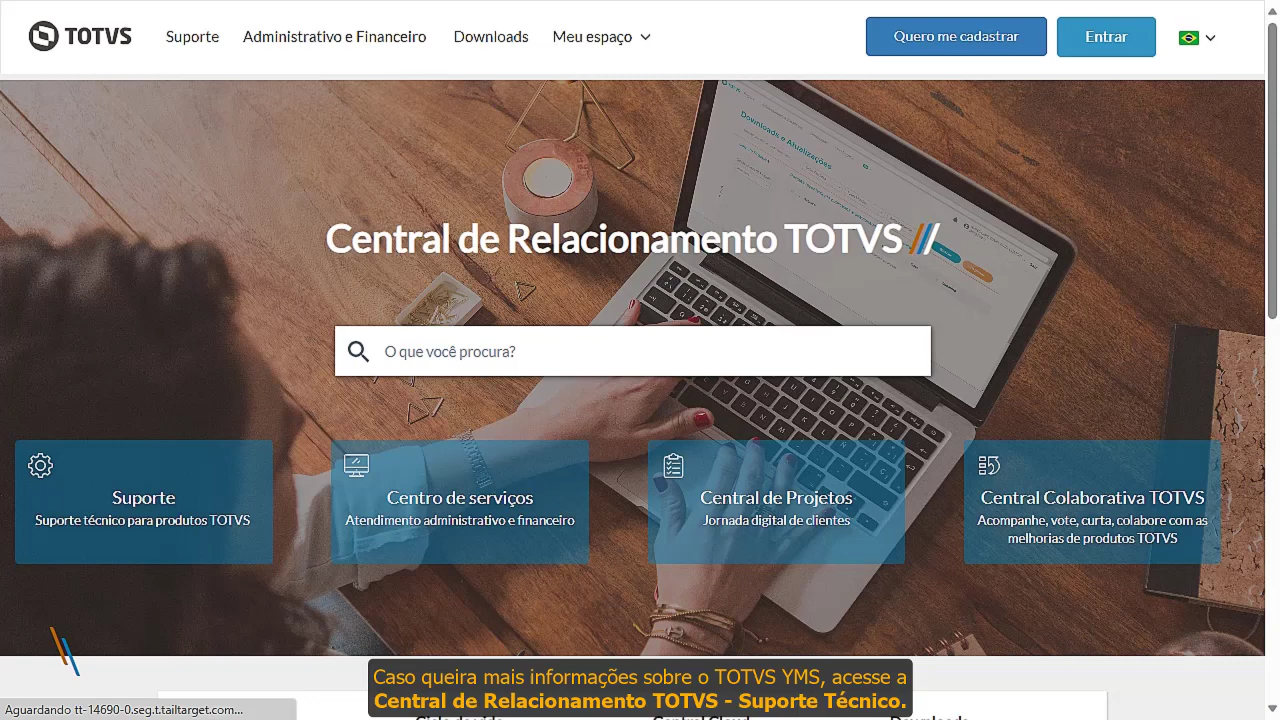 TOTVS
Suporte
Administrativo e Financeiro
Downloads
Meu espaço
Quero me cadastrar
Entrar
Downloads e Atualizações
Central de Relacionamento TOTVS
O que você procura?
Suporte
Suporte técnico para produtos TOTVS
Centro de serviços
Atendimento administrativo e financeiro
Central de Projetos
Jornada digital de clientes
Central Colaborativa TOTVS
Acompanhe, vote, curta, colabore com as
melhorias de produtos TOTVS
Caso queira mais informações sobre o TOTVS YMS, acesse a
Central de Relacionamento TOTVS - Suporte Técnico.
Aguardando tt-14690-0.seg.t.tailtarget.com...